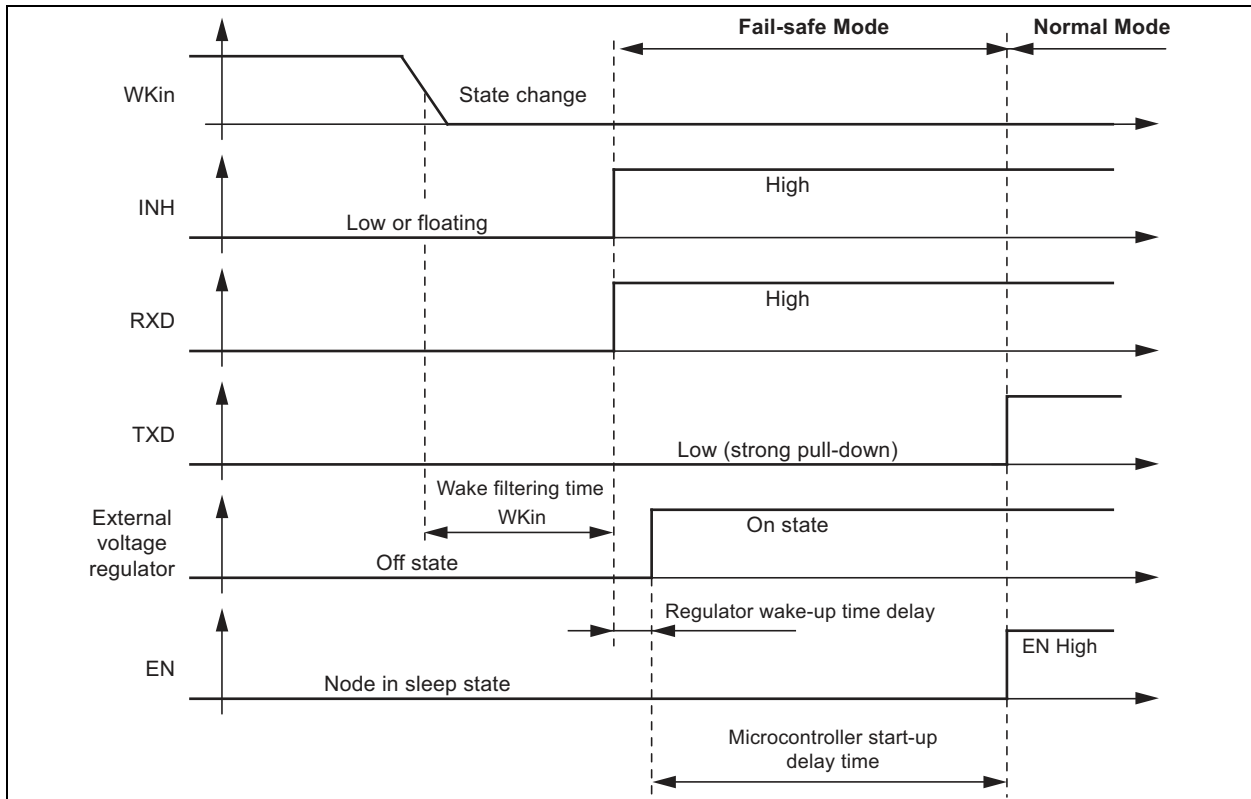 Fail-safe Mode
Normal Mode
WKin
State change
INH
Low or floating
High
RXD
High
TXD
Low (strong pull-down)
Wake filtering time
WKin
External
voltage
regulator
Off state
On state
Regulator wake-up time delay
EN
Node in sleep state
EN High
Microcontroller start-up
delay time